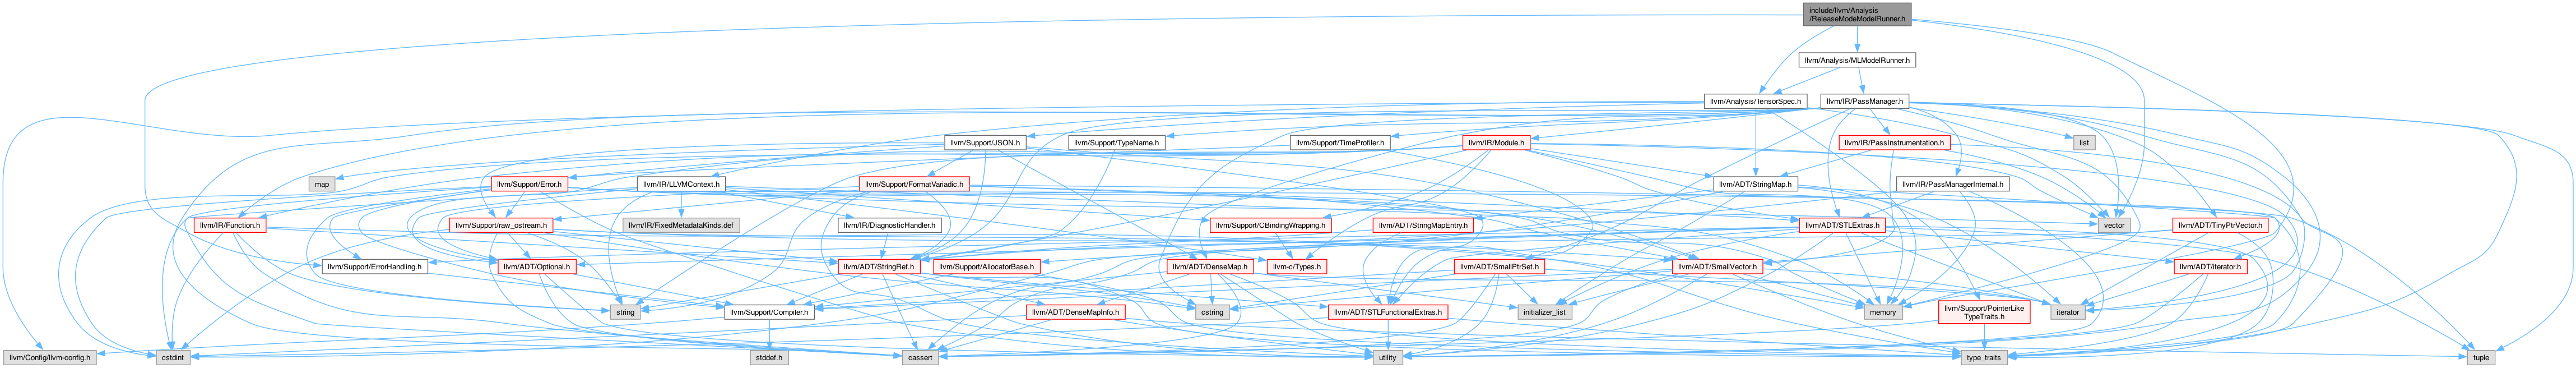 include/llvm/Analysis
/ReleaseModeModelRunner.h
llvm/Analysis/MLModelRunner.h
llvm/Analysis/TensorSpec.h
llvm/IR/PassManager.h
llvm/Support/JSON.h
llvm/Support/TypeName.h
llvm/Support/TimeProfiler.h
llvm/IR/Module.h
llvm/IR/PassInstrumentation.h
list
map
llvm/Support/Error.h
llvm/IR/LLVMContext.h
llvm/Support/FormatVariadic.h
llvm/ADT/StringMap.h
llvm/IR/PassManagerInternal.h
llvm/IR/Function.h
llvm/Support/raw_ostream.h
llvm/IR/FixedMetadataKinds.def
llvm/IR/DiagnosticHandler.h
llvm/Support/CBindingWrapping.h
llvm/ADT/StringMapEntry.h
llvm/ADT/STLExtras.h
vector
llvm/ADT/TinyPtrVector.h
llvm/Support/ErrorHandling.h
llvm/ADT/Optional.h
llvm/ADT/StringRef.h
llvm/Support/AllocatorBase.h
llvm/ADT/DenseMap.h
llvm-c/Types.h
llvm/ADT/SmallPtrSet.h
llvm/ADT/SmallVector.h
llvm/ADT/iterator.h
string
llvm/Support/Compiler.h
llvm/ADT/DenseMapInfo.h
cstring
llvm/ADT/STLFunctionalExtras.h
initializer_list
memory
llvm/Support/PointerLike
TypeTraits.h
iterator
llvm/Config/llvm-config.h
cstdint
stddef.h
cassert
utility
type_traits
tuple